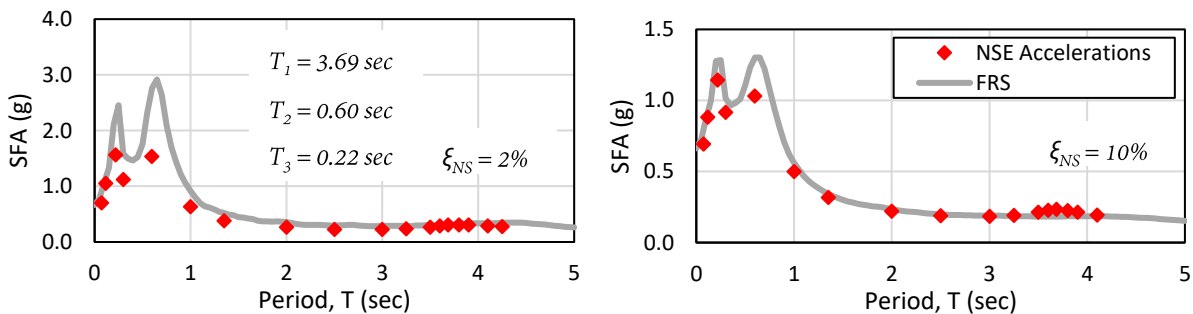 4.0
3.0
2.0
1.0
0.0
SFA (g)
T1 = 3.69 sec
T2 = 0.60 sec
T3 = 0.22 sec
ξNS = 2%
0 1 2 3 4 5
Period, T (sec)
1.5
1.0
0.5
0.0
SFA (g)
NSE Accelerations
FRS
ξNS = 10%
0 1 2 3 4 5
Period, T (sec)